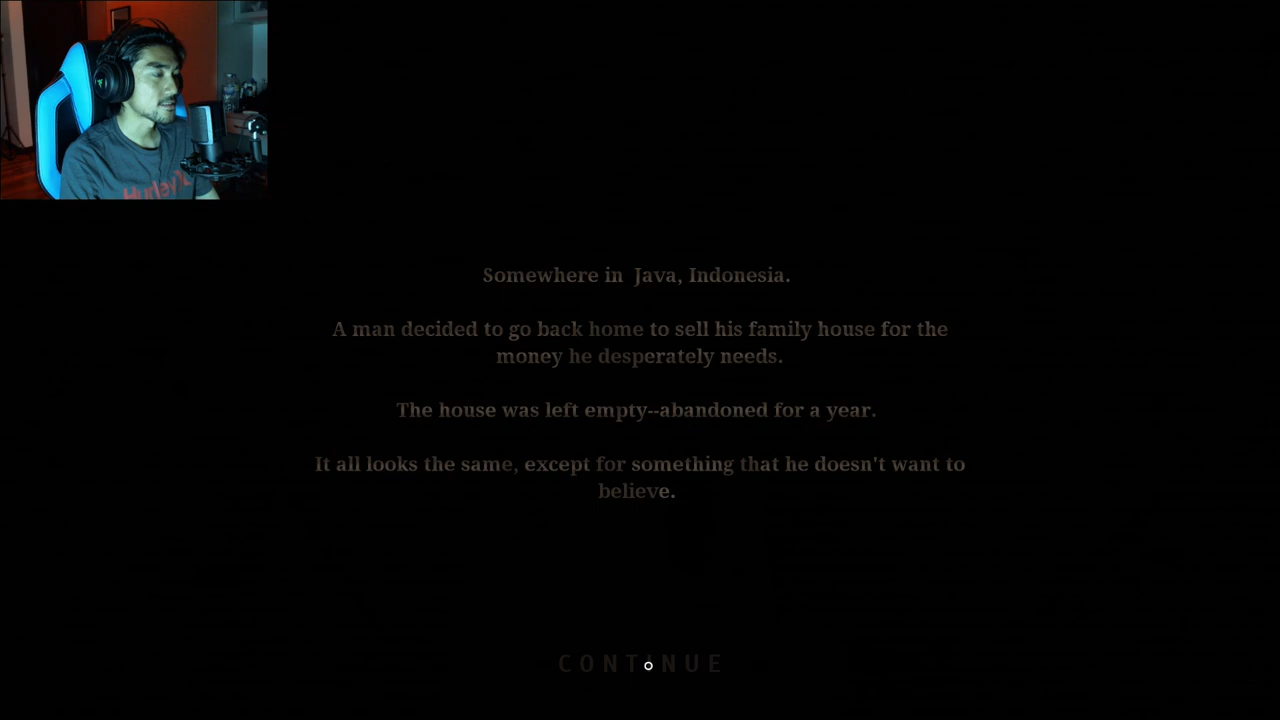 Hurley
Somewhere in Java, Indonesia.
A man decided to go back home to sell his family house for the
money he desperately needs.
The house was left empty--abandoned for a year.
It all looks the same, except for something that he doesn't want to
believe.
CONTINUE